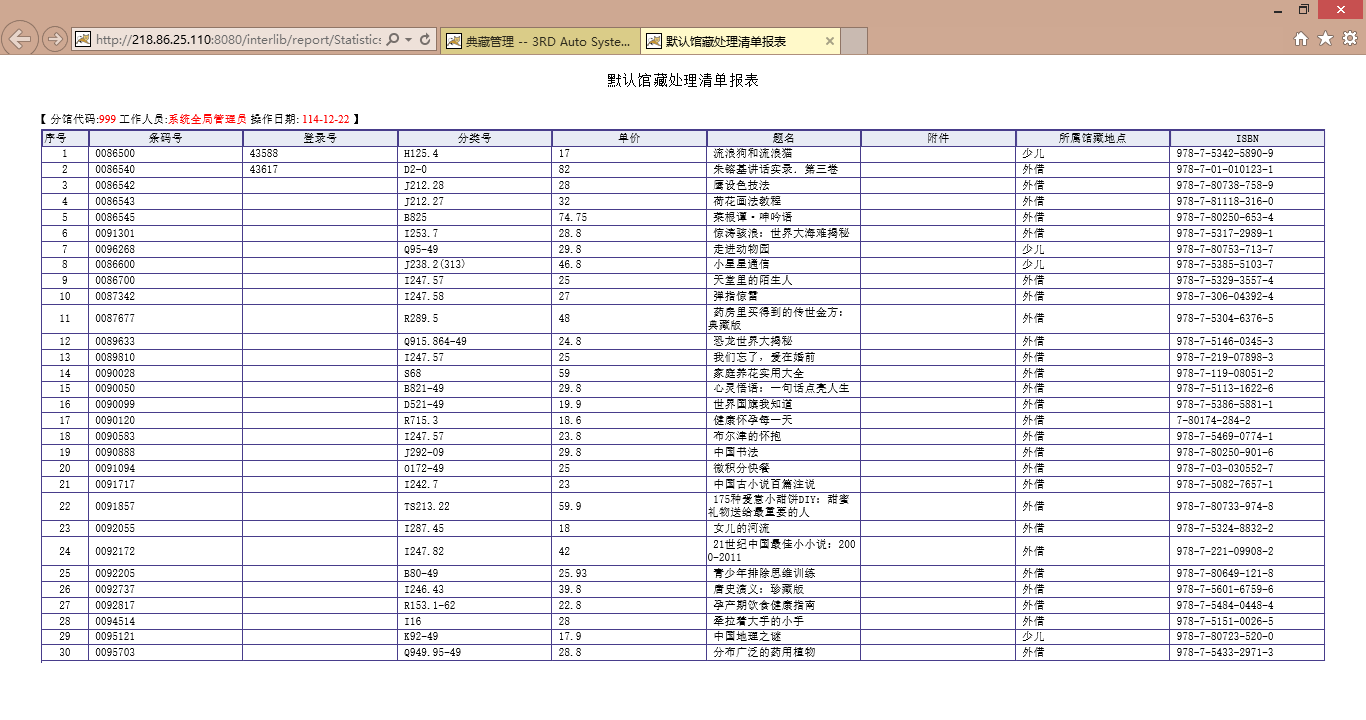 http://218.86.25.110:8080/interlib/report/Statistics
典藏管理 -- 3RD Auto Syste...
默认馆藏处理清单报表
默认馆藏处理清单报表
【 分馆代码:999 工作人员:系统全局管理员 操作日期: 114-12-22 】
序号 条码号 登录号 分类号 单价 题名 附件 所属馆藏地点 ISBN
1 0086500 43588 H125.4 17 流浪狗和流浪猫 少儿 978-7-5342-5890-9
2 0086540 43617 D2-0 82 朱镕基讲话实录. 第三卷 外借 978-7-01-010123-1
3 0086542 J212.28 28 鹰设色技法 外借 978-7-80738-758-9
4 0086543 J212.27 32 荷花画法教程 外借 978-7-81118-316-0
5 0086545 B825 74.75 菜根谭·呻吟语 外借 978-7-80250-653-4
6 0091301 I253.7 28.8 惊涛骇浪: 世界大海难揭秘 外借 978-7-5317-2989-1
7 0096268 Q95-49 29.8 走进动物园 少儿 978-7-80753-713-7
8 0086600 J238.2(313) 46.8 小星星通信 少儿 978-7-5385-5103-7
9 0086700 I247.57 25 天堂里的陌生人 外借 978-7-5329-3557-4
10 0087342 I247.58 27 弹指惊雷 外借 978-7-306-04392-4
11 0087677 R289.5 48 药房里买得到的传世金方: 外借 978-7-5304-6376-5
典藏版
12 0089633 Q915.864-49 24.8 恐龙世界大揭秘 外借 978-7-5146-0345-3
13 0089810 I247.57 25 我们忘了, 爱在婚前 外借 978-7-219-07898-3
14 0090028 S68 59 家庭养花实用大全 外借 978-7-119-08051-2
15 0090050 B821-49 29.8 心灵悟语: 一句话点亮人生 外借 978-7-5113-1622-6
16 0090099 D521-49 19.9 世界国旗我知道 外借 978-7-5386-5881-1
17 0090120 R715.3 18.6 健康怀孕每一天 外借 7-80174-284-2
18 0090583 I247.57 23.8 布尔津的怀抱 外借 978-7-5469-0774-1
19 0090888 J292-09 29.8 中国书法 外借 978-7-80250-901-6
20 0091094 O172-49 25 微积分快餐 外借 978-7-03-030552-7
21 0091717 I242.7 23 中国古小说百篇注说 外借 978-7-5082-7657-1
22 0091857 TS213.22 59.9 175种爱意小甜饼DIY: 甜蜜 外借 978-7-80733-974-8
礼物送给最重要的人
23 0092055 I287.45 18 女儿的河流 外借 978-7-5324-8832-2
24 0092172 I247.82 42 21世纪中国最佳小小说: 200 外借 978-7-221-09908-2
0-2011
25 0092205 B80-49 25.93 青少年排除思维训练 外借 978-7-80649-121-8
26 0092737 I246.43 39.8 唐史演义: 珍藏版 外借 978-7-5601-6759-6
27 0092817 R153.1-62 22.8 孕产期饮食健康指南 外借 978-7-5484-0448-4
28 0094514 I16 28 牵拉着大手的小手 外借 978-7-5151-0026-5
29 0095121 K92-49 17.9 中国地理之谜 少儿 978-7-80723-520-0
30 0095703 Q949.95-49 28.8 分布广泛的药用植物 外借 978-7-5433-2971-3